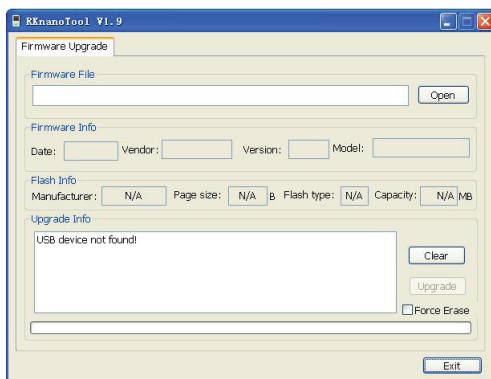 RKnanoTool V1.9
Firmware Upgrade
Firmware File
Open
Firmware Info
Date: Vendor: Version: Model:
Flash Info
Manufacturer: N/A Page size: N/A B Flash type: N/A Capacity: N/A MB
Upgrade Info
USB device not found!
Clear
Upgrade
Force Erase
Exit